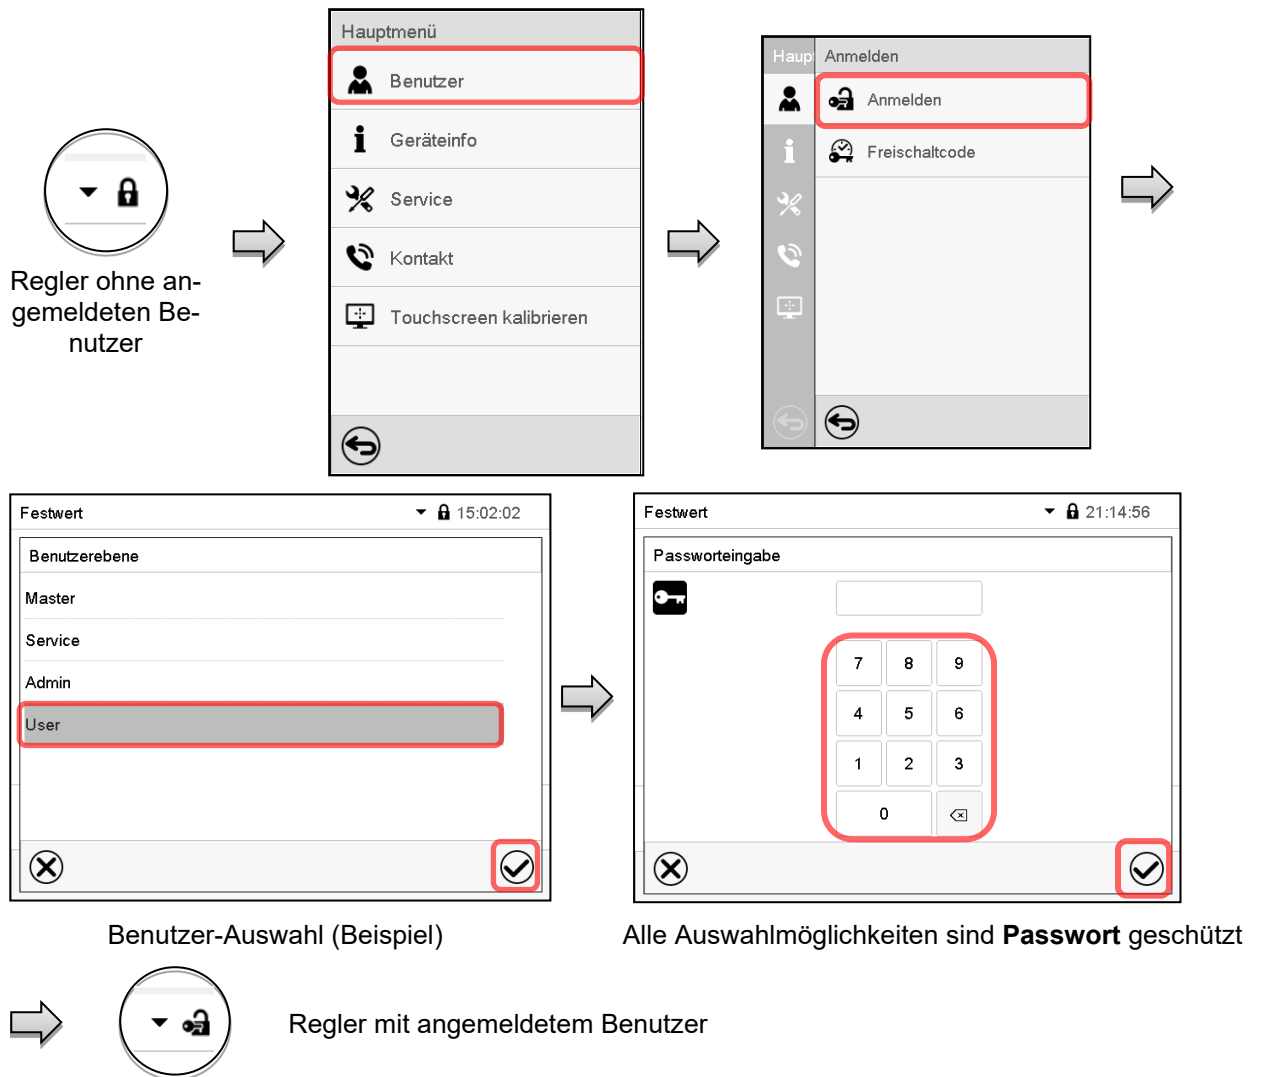 Regler ohne an-
gemeldeten Be-
nutzer
Hauptmenü
Benutzer
Geräteinfo
Service
Kontakt
Touchscreen kalibrieren
Haup
Anmelden
Anmelden
Freischaltcode
Festwert
15:02:02
Benutzerebene
Master
Service
Admin
User
Festwert
21:14:56
Passworteingabe
7 8 9
4 5 6
1 2 3
0
Benutzer-Auswahl (Beispiel)
Alle Auswahlmöglichkeiten sind Passwort geschützt
Regler mit angemeldetem Benutzer